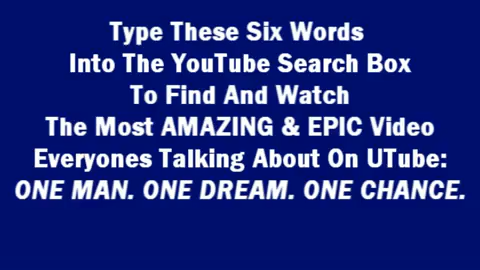 Type These Six Words
Into The YouTube Search Box
To Find And Watch
The Most AMAZING & EPIC Video
Everyones Talking About On UTube:
ONE MAN. ONE DREAM. ONE CHANCE.